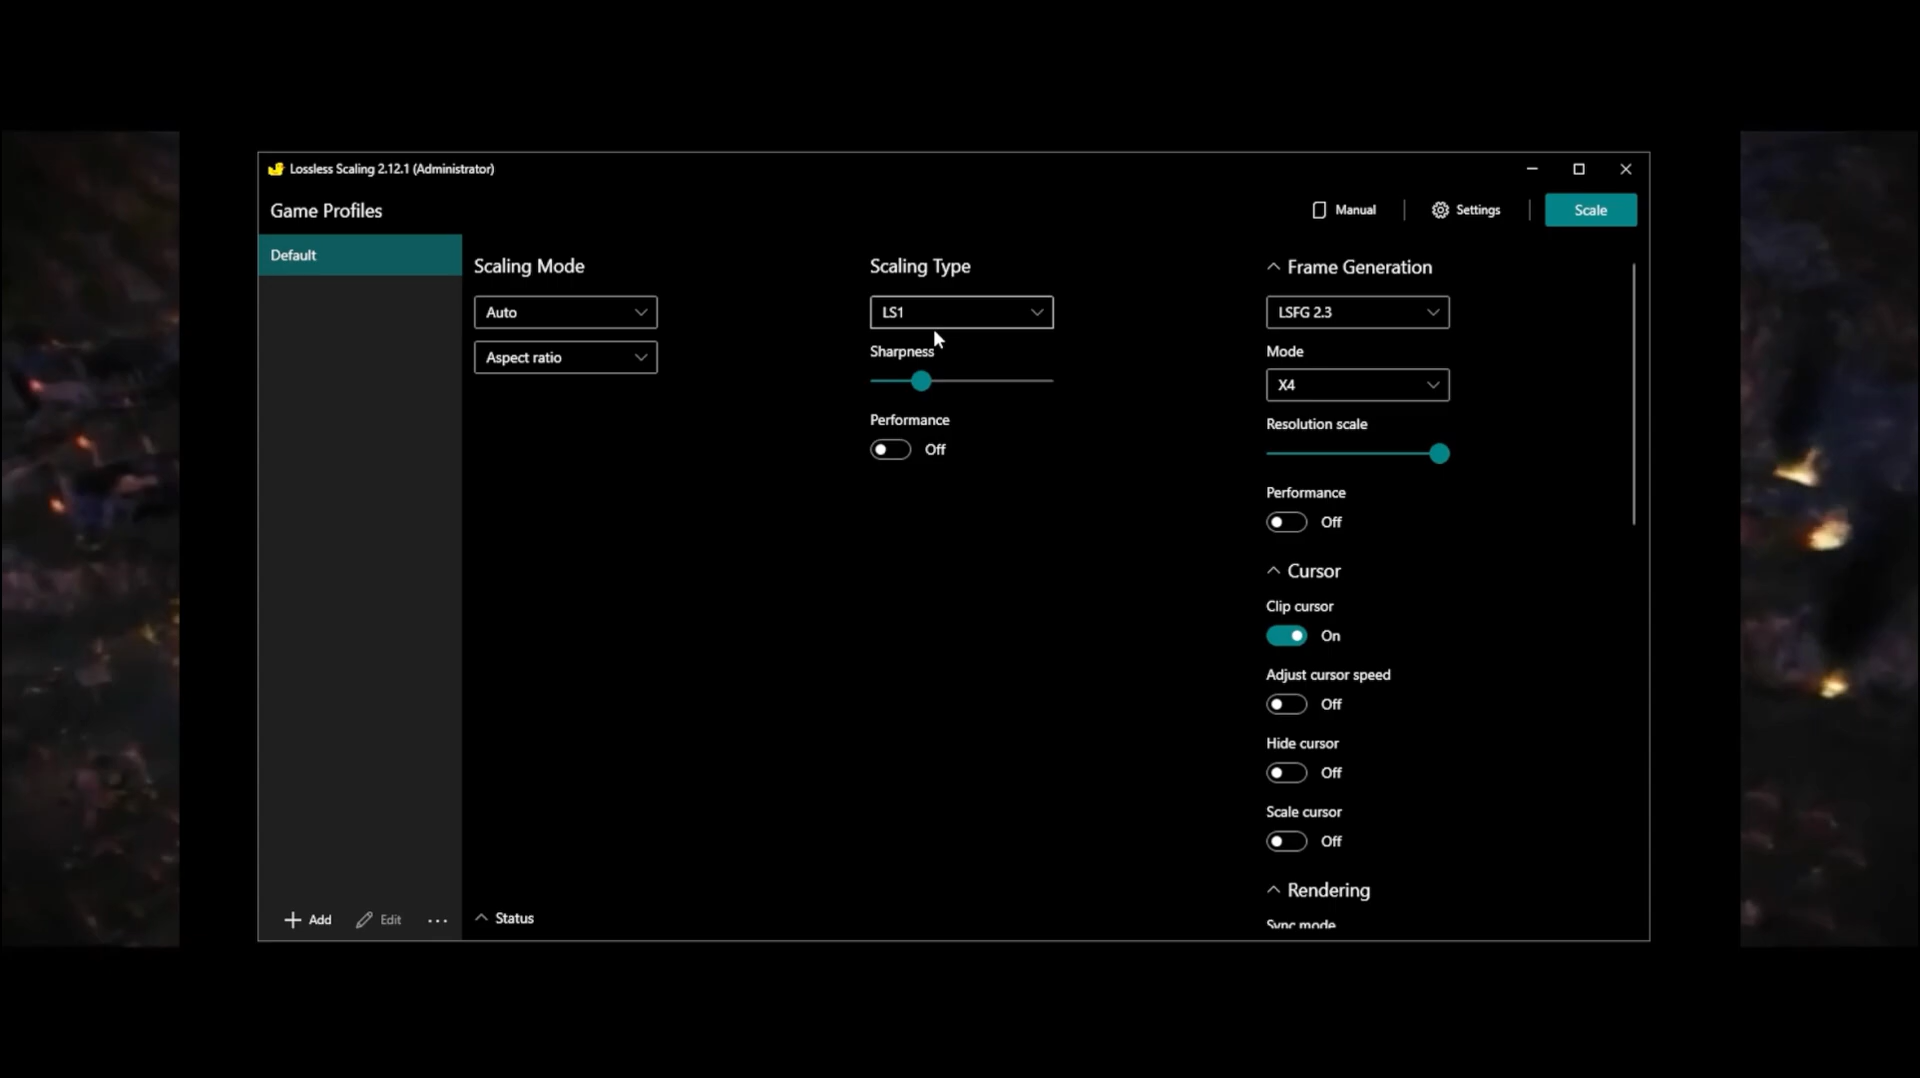 Lossless Scaling 2.12.1 (Administrator)
Game Profiles
Manual
Settings
Scale
Default
Scaling Mode
Auto
Aspect ratio
Scaling Type
LS1
Sharpness
Performance
Off
Frame Generation
LSFG 2.3
Mode
X4
Resolution scale
Performance
Off
Cursor
Clip cursor
On
Adjust cursor speed
Off
Hide cursor
Off
Scale cursor
Off
Rendering
Sync mode
Add
Edit
Status